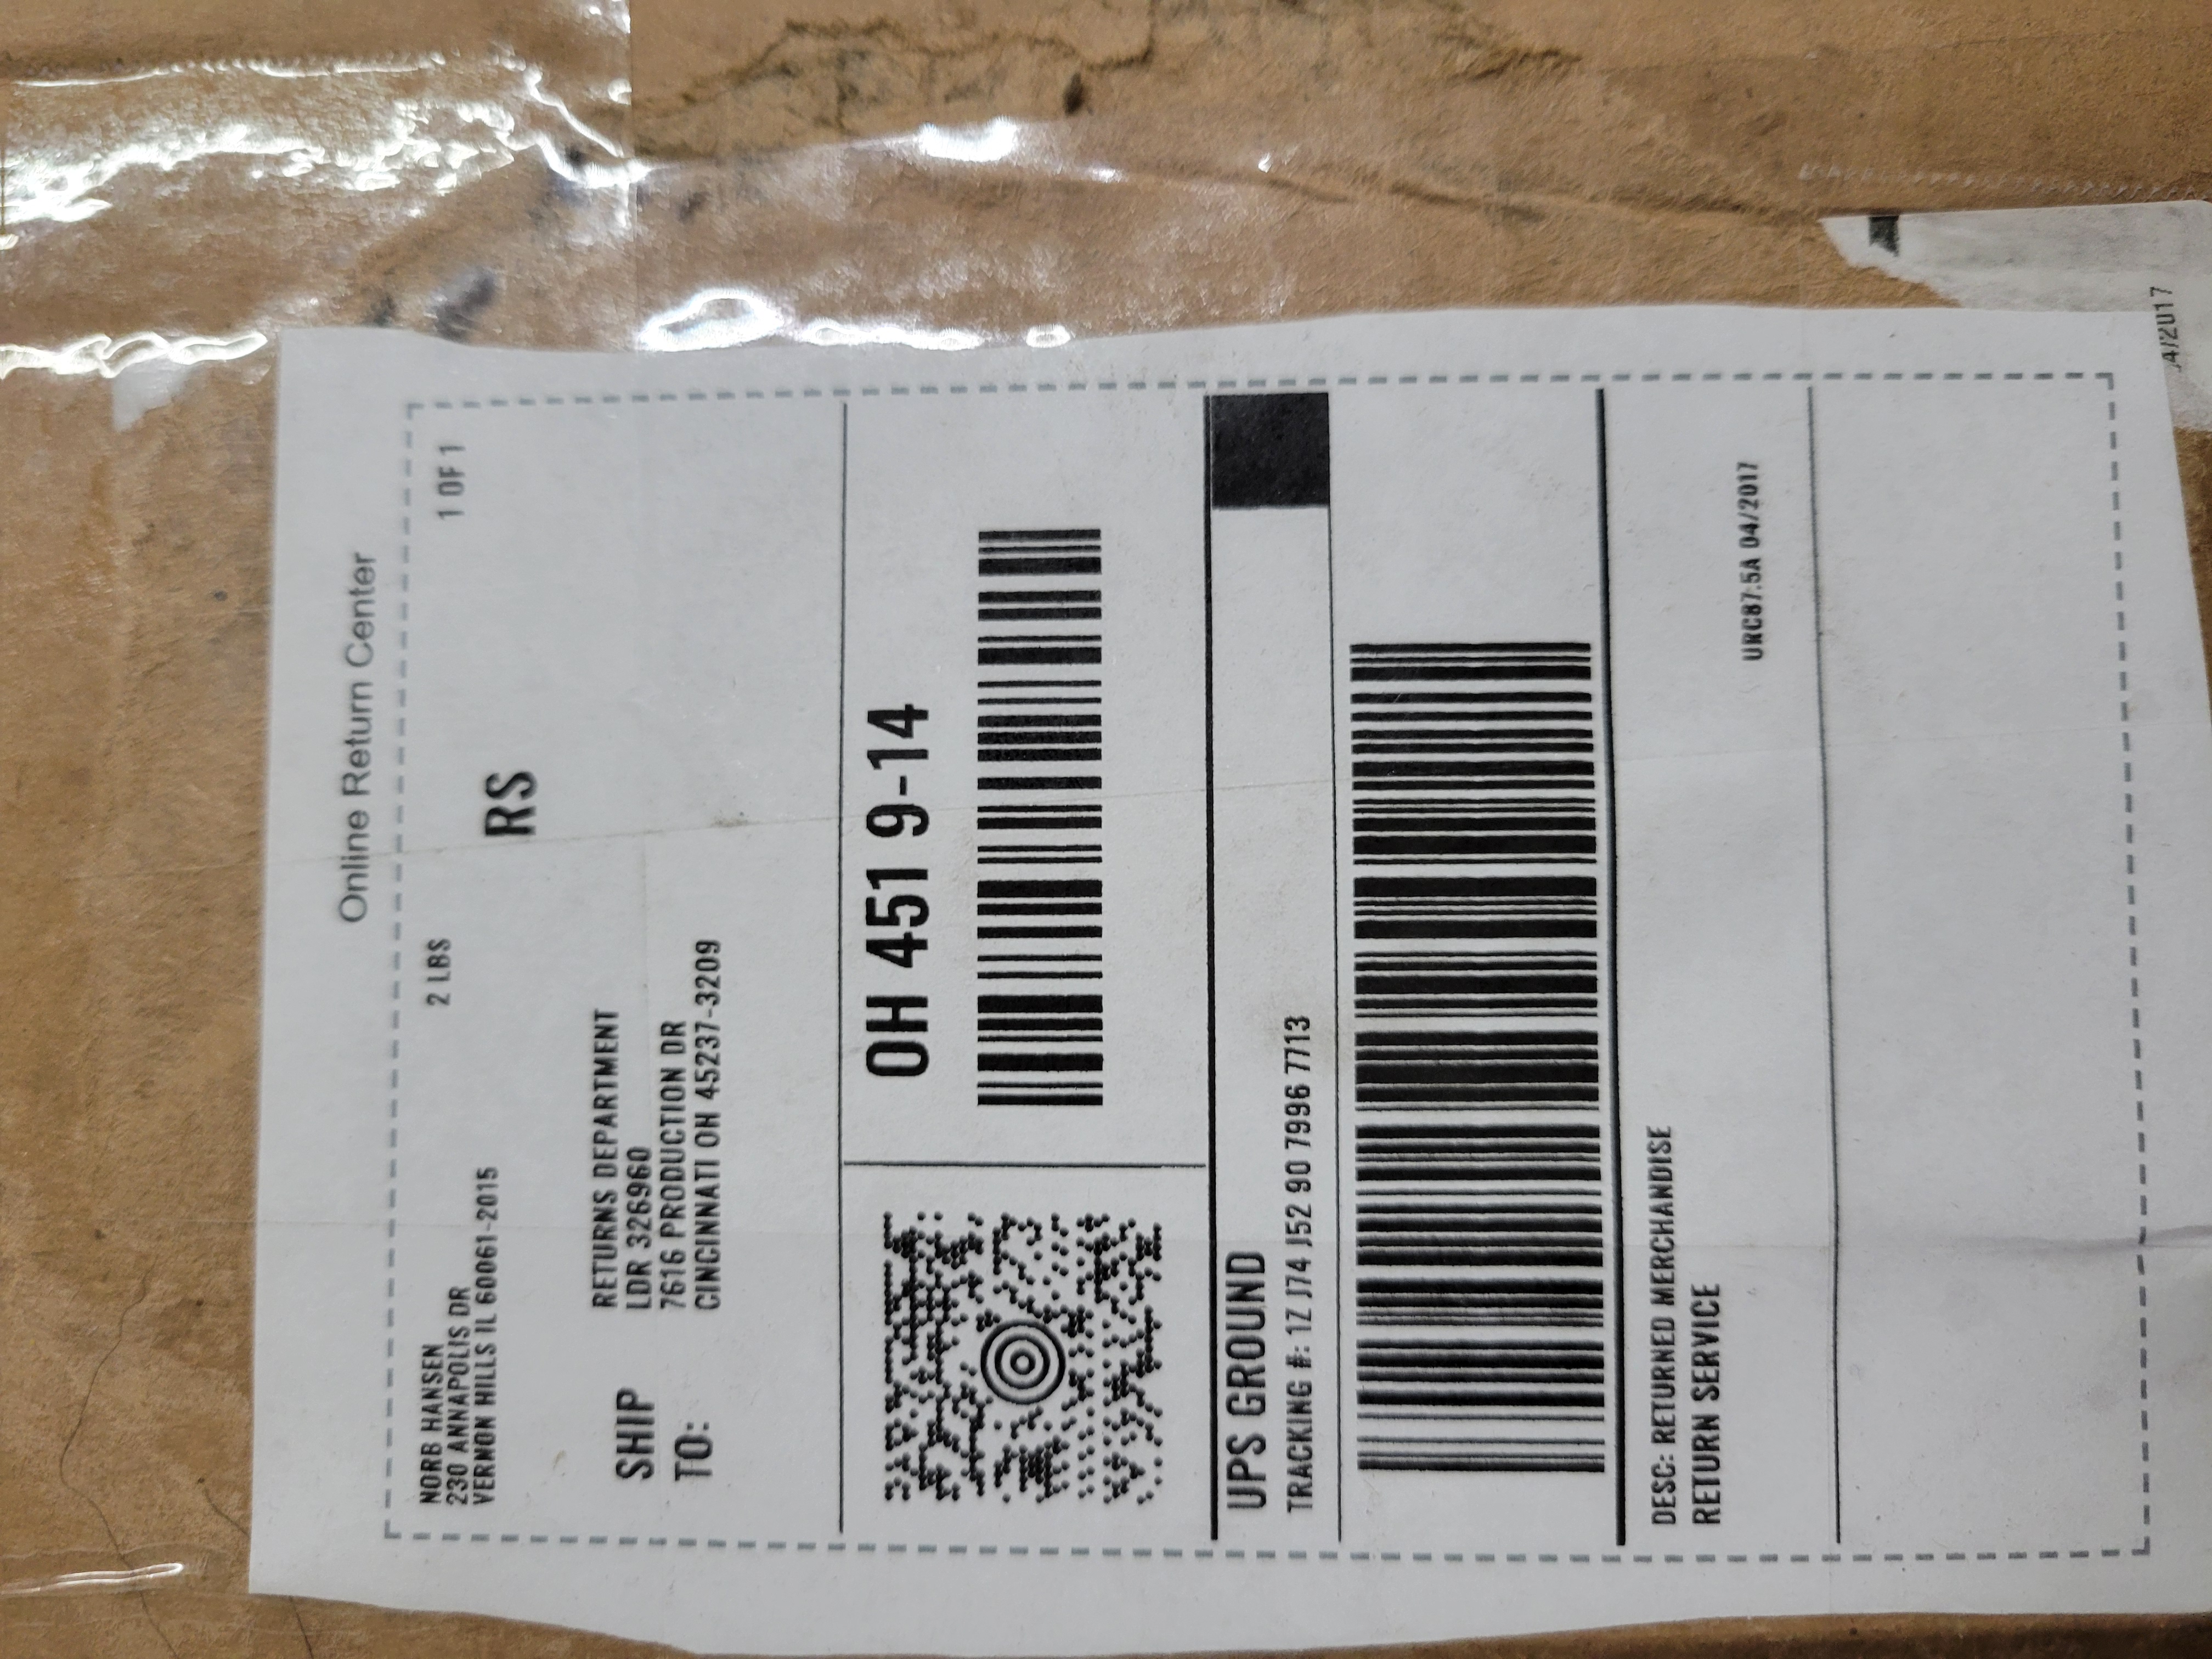 Online Return Center
NORB HANSEN
230 ANNAPOLIS DR
VERNON HILLS IL 60061-2015
2 LBS
1 OF 1
RS
SHIP
TO:
RETURNS DEPARTMENT
LDR 326960
7616 PRODUCTION DR
CINCINNATI OH 45237-3209
OH 451 9-14
UPS GROUND
TRACKING #: 1Z J74 J52 90 7996 7713
DESC: RETURNED MERCHANDISE
RETURN SERVICE
URC87.5A 04/2017
4/2017